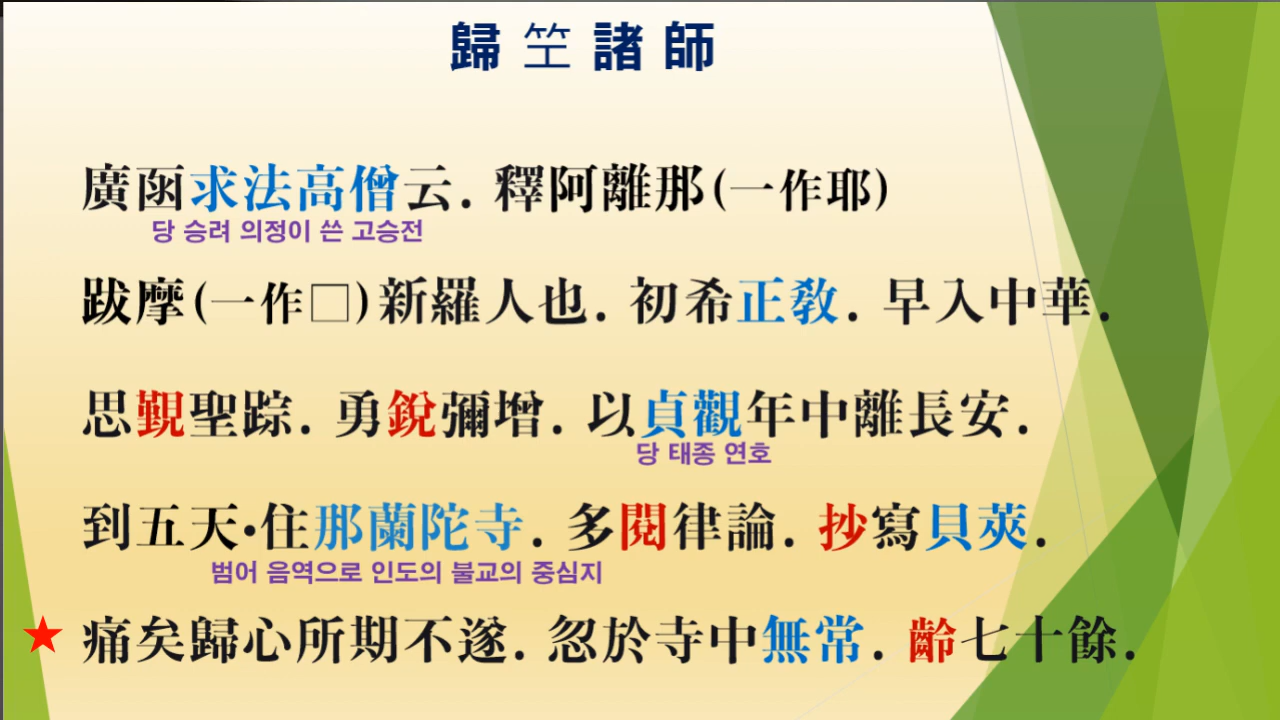 歸 笁 諸 師
廣函求法高僧云. 釋阿離那(一作耶)
당 승려 의정이 쓴 고승전
跋摩(一作□)新羅人也. 初希正敎. 早入中華.
思覲聖踪. 勇銳彌增. 以貞觀年中離長安.
당 태종 연호
到五天·住那蘭陀寺. 多閱律論. 抄寫貝莢.
범어 음역으로 인도의 불교의 중심지
★ 痛矣歸心所期不遂. 忽於寺中無常. 齡七十餘.